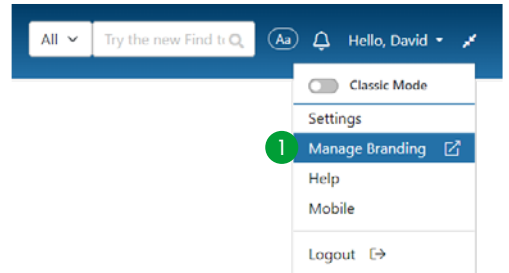 All Try the new Find t Aa Hello, David
Classic Mode
Settings
1 Manage Branding
Help
Mobile
Logout